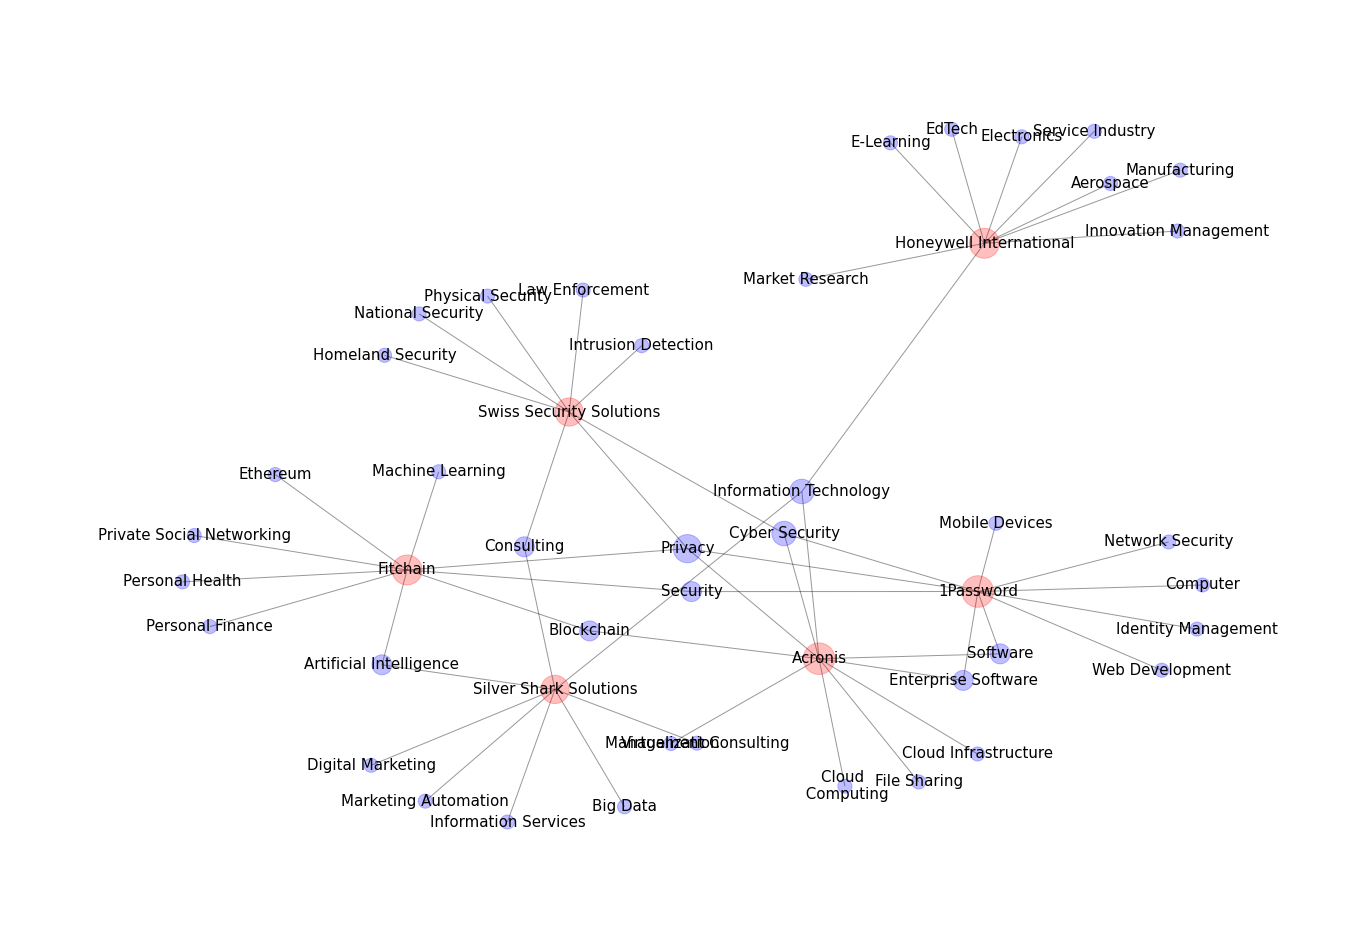 EdTech
Service Industry
Electronics
E-Learning
Manufacturing
Aerospace
Innovation Management
Honeywell International
Market Research
Law Enforcement
Physical Security
National Security
Intrusion Detection
Homeland Security
Swiss Security Solutions
Machine Learning
Ethereum
Information Technology
Mobile Devices
Cyber Security
Private Social Networking
Network Security
Consulting
Privacy
Fitchain
Personal Health
Computer
Security
1Password
Personal Finance
Identity Management
Blockchain
Software
Acronis
Artificial Intelligence
Web Development
Enterprise Software
Silver Shark Solutions
Management Consulting
Virtualization
Cloud Infrastructure
Digital Marketing
Cloud
Computing
File Sharing
Marketing Automation
Big Data
Information Services